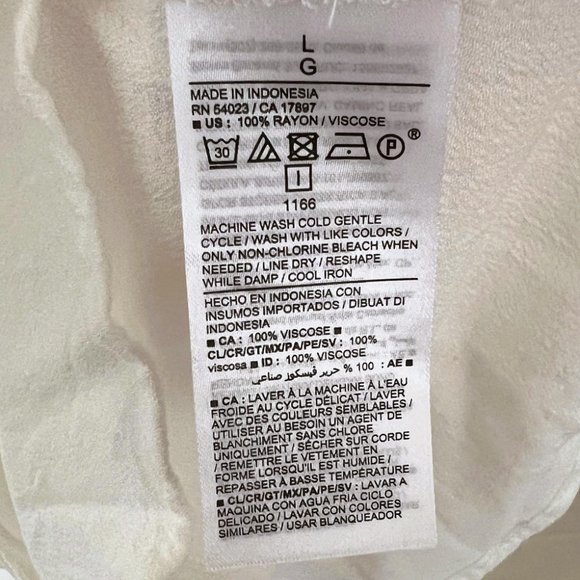 L
G
MADE IN INDONESIA
RN 54023 / CA 17897
■ US : 100% RAYON / VISCOSE
30 P ®
1166
MACHINE WASH COLD GENTLE
CYCLE / WASH WITH LIKE COLORS /
ONLY NON-CHLORINE BLEACH WHEN
NEEDED / LINE DRY / RESHAPE
WHILE DAMP / COOL IRON
HECHO EN INDONESIA CON
INSUMOS IMPORTADOS / DIBUAT DI
INDONESIA
■ CA : 100% VISCOSE ■
CL/CR/GT/MX/PA/PE/SV : 100%
viscosa ■ ID : 100% VISCOSE
■ AE : 100 % حرير فيسكوز صناعي
■ CA : LAVER À LA MACHINE À L'EAU
FROIDE AU CYCLE DÉLICAT / LAVER
AVEC DES COULEURS SEMBLABLES /
UTILISER AU BESOIN UN AGENT DE
BLANCHIMENT SANS CHLORE
UNIQUEMENT / SÉCHER SUR CORDE
/ REMETTRE LE VÊTEMENT EN
FORME LORSQU'IL EST HUMIDE /
REPASSER À BASSE TEMPÉRATURE
■ CL/CR/GT/MX/PA/PE/SV : LAVAR A
MAQUINA CON AGUA FRIA CICLO
DELICADO / LAVAR CON COLORES
SIMILARES / USAR BLANQUEADOR